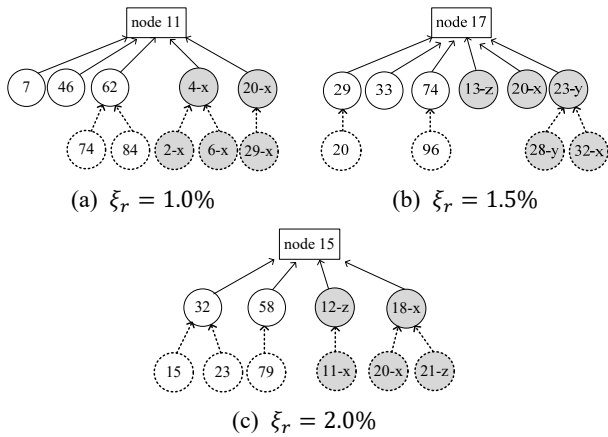 node 11
7 46 62 4-x 20-x
74 84 2-x 6-x 29-x
(a) ξr = 1.0%
node 17
29 33 74 13-z 20-x 23-y
20 96 28-y 32-x
(b) ξr = 1.5%
node 15
32 58 12-z 18-x
15 23 79 11-x 20-x 21-z
(c) ξr = 2.0%